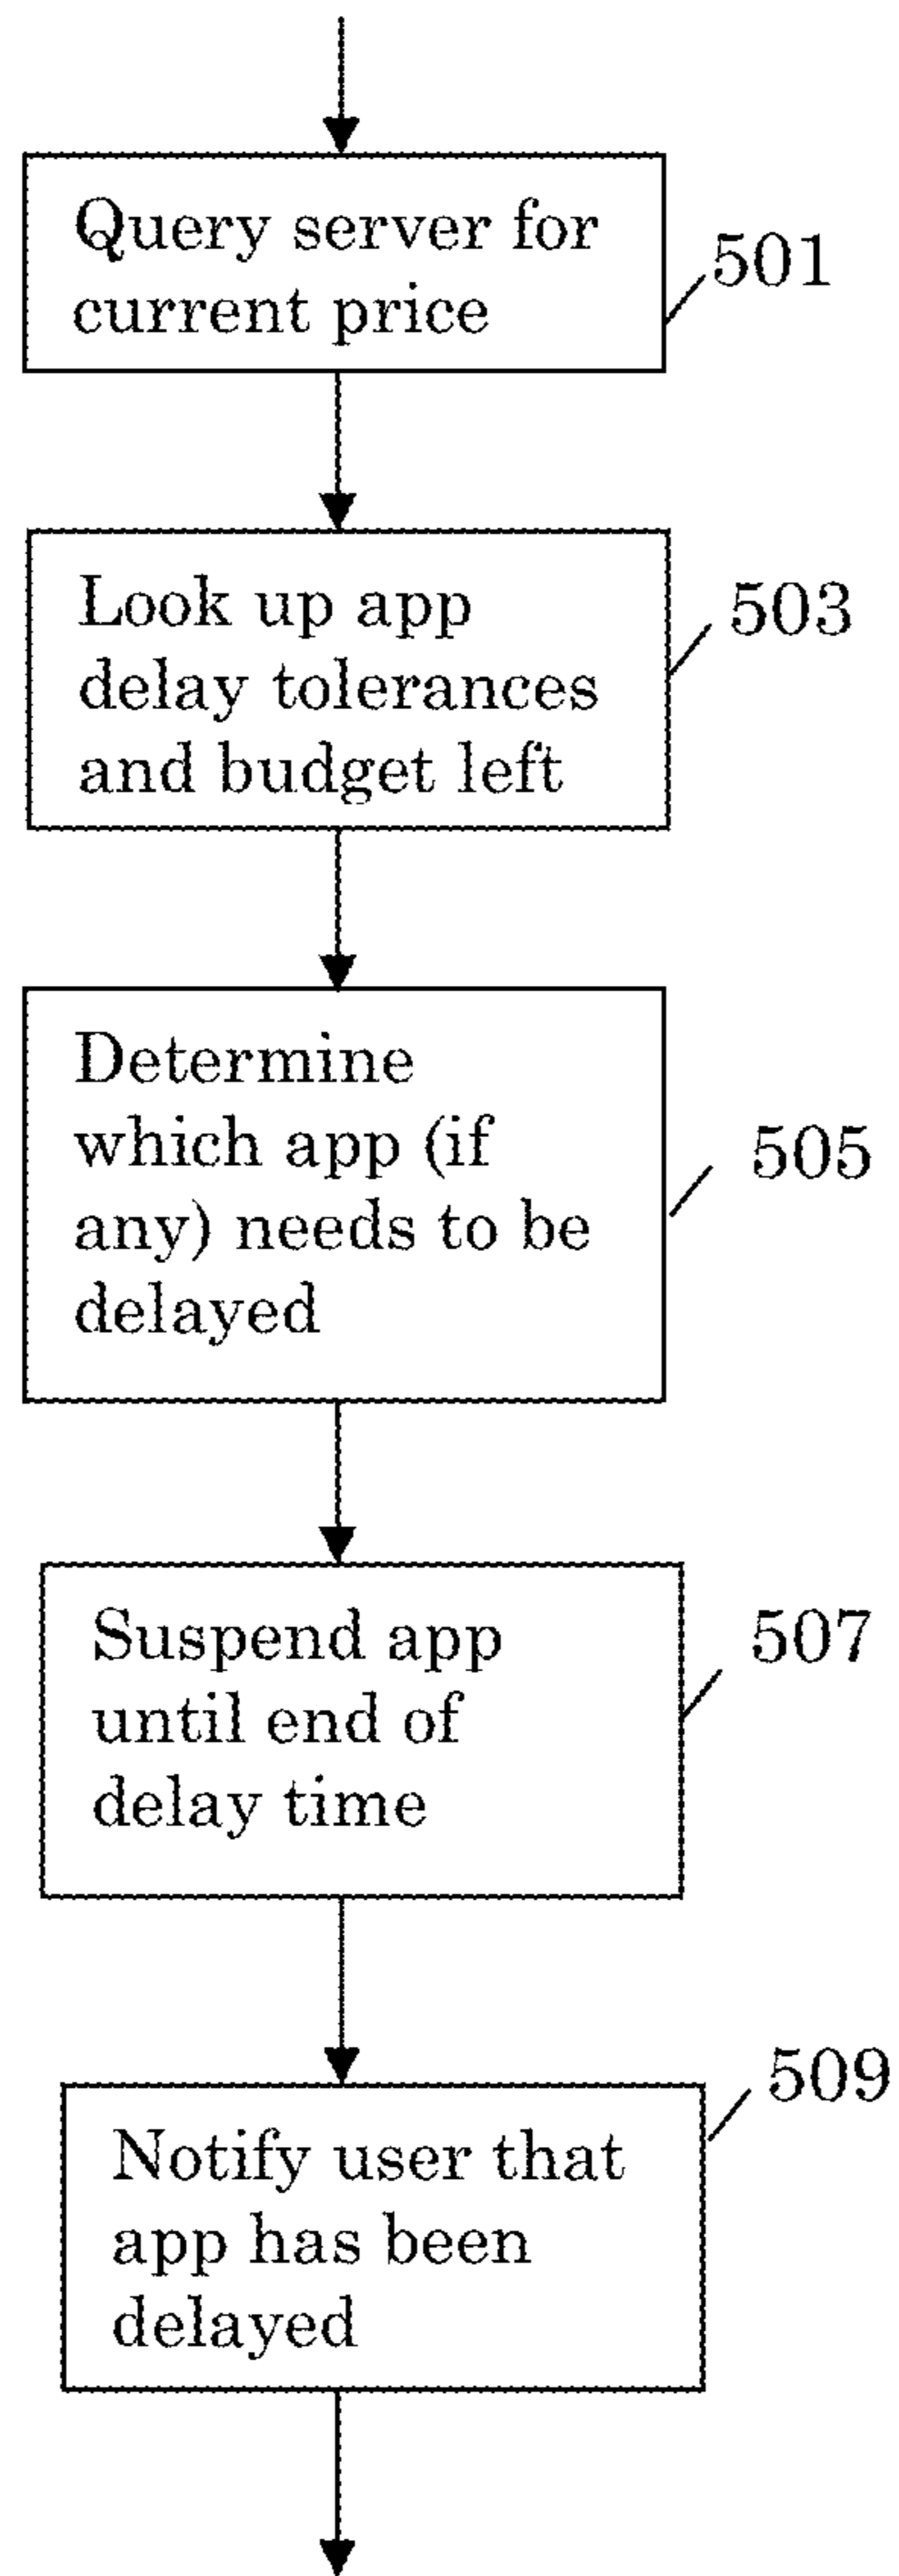 Query server for
current price
501
Look up app
delay tolerances
and budget left
503
Determine
which app (if
any) needs to be
delayed
505
Suspend app
until end of
delay time
507
Notify user that
app has been
delayed
509